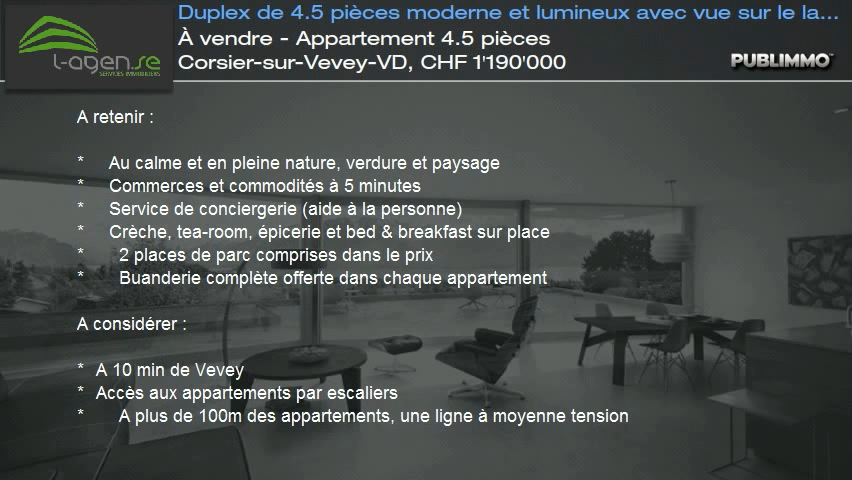 Duplex de 4.5 pièces moderne et lumineux avec vue sur le la...
À vendre - Appartement 4.5 pièces
Corsier-sur-Vevey-VD, CHF 1'190'000
l-agen.se
SERVICES IMMOBILIERS
PUBLIMMO
A retenir :
* Au calme et en pleine nature, verdure et paysage
* Commerces et commodités à 5 minutes
* Service de conciergerie (aide à la personne)
* Crèche, tea-room, épicerie et bed & breakfast sur place
* 2 places de parc comprises dans le prix
* Buanderie complète offerte dans chaque appartement
A considérer :
* A 10 min de Vevey
* Accès aux appartements par escaliers
* A plus de 100m des appartements, une ligne à moyenne tension